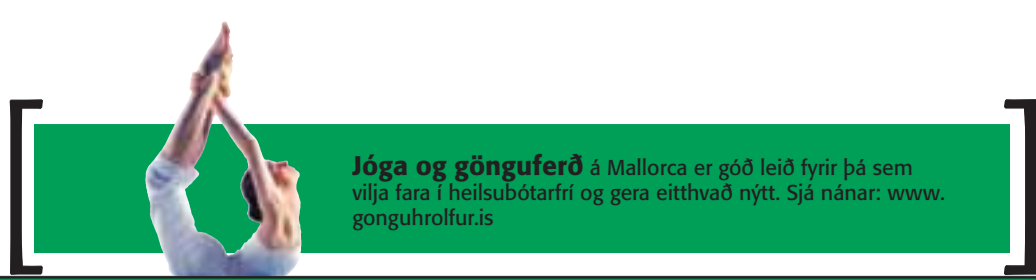 Jóga og gönguferð á Mallorca er góð leið fyrir þá sem
vilja fara í heilsubótarfrí og gera eitthvað nýtt. Sjá nánar: www.
gonguhrolfur.is